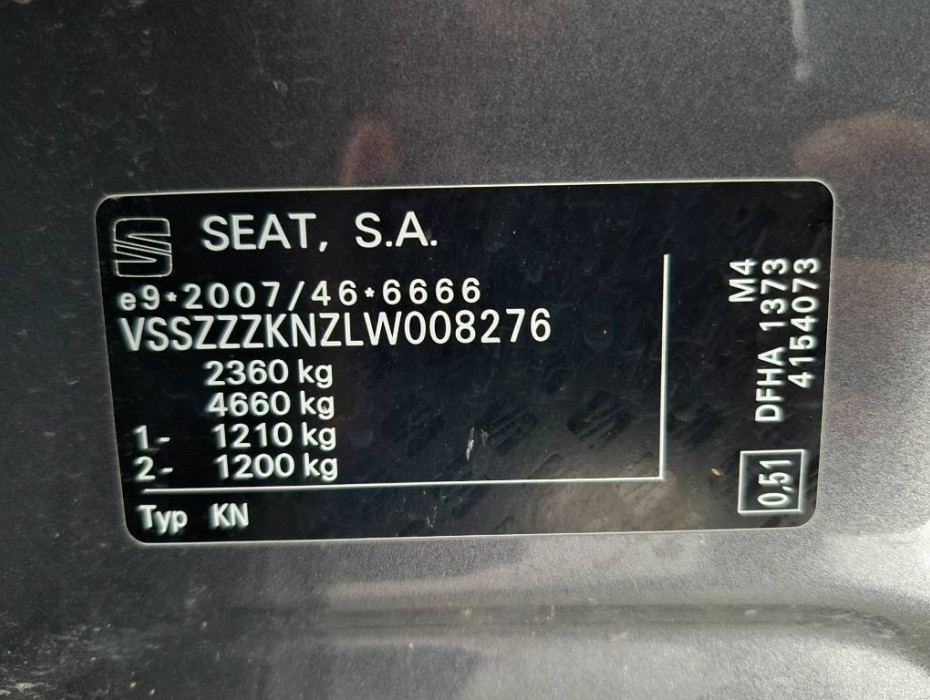 SEAT, S.A.
e9*2007/46*6666
VSSZZZKNZLW008276
2360 kg
4660 kg
1- 1210 kg
2- 1200 kg
Typ KN
M4
DFHA 1373
4154073
0,51